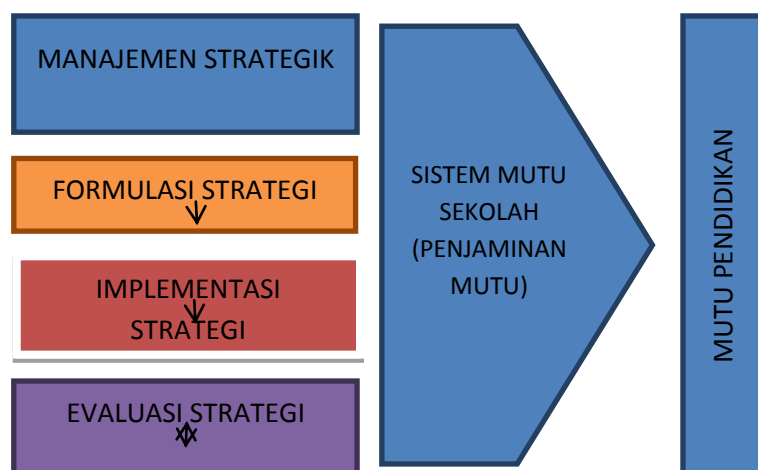 MANAJEMEN STRATEGIK
FORMULASI STRATEGI
IMPLEMENTASI
STRATEGI
EVALUASI STRATEGI
SISTEM MUTU
SEKOLAH
(PENJAMINAN
MUTU)
MUTU PENDIDIKAN